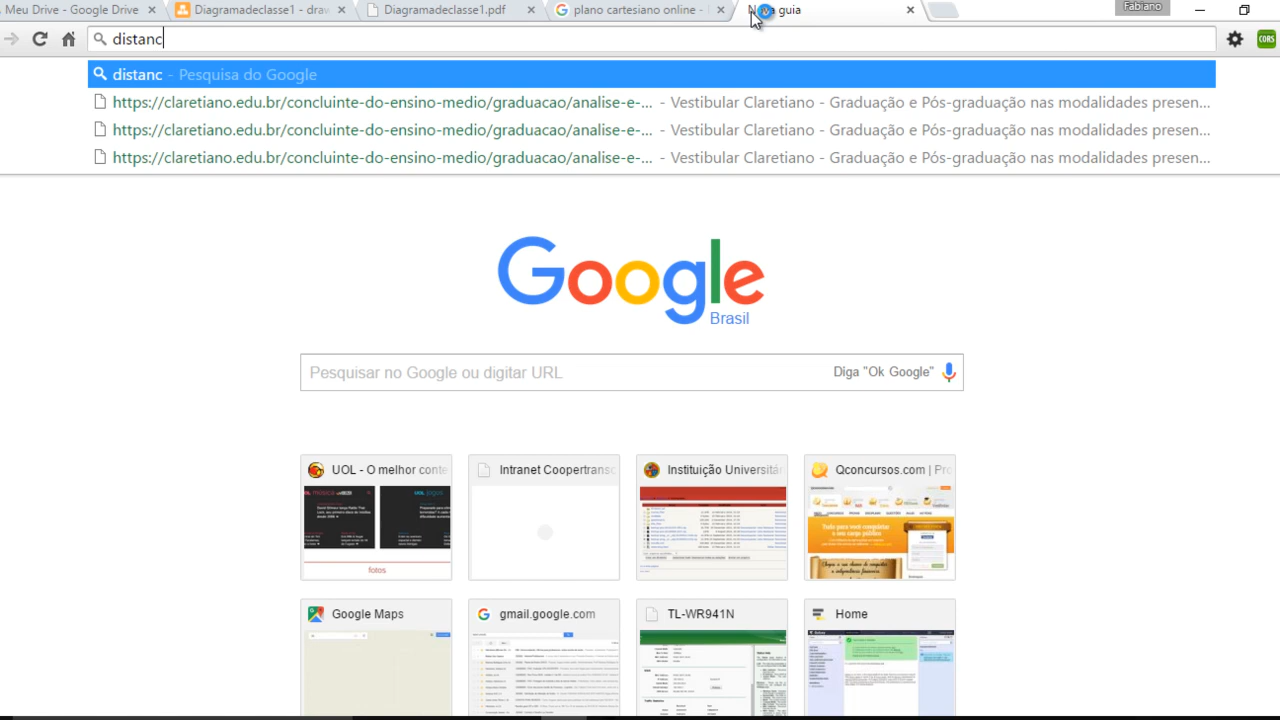 Meu Drive - Google Drive
Diagramadeclasse1 - drav
Diagramadeclasse1.pdf
plano cartesiano online -
guia
Fabiano
distanc
CORS
distanc - Pesquisa do Google
https://claretiano.edu.br/concluinte-do-ensino-medio/graduacao/analise-e-... - Vestibular Claretiano - Graduação e Pós-graduação nas modalidades presen...
https://claretiano.edu.br/concluinte-do-ensino-medio/graduacao/analise-e-... - Vestibular Claretiano - Graduação e Pós-graduação nas modalidades presen...
https://claretiano.edu.br/concluinte-do-ensino-medio/graduacao/analise-e-... - Vestibular Claretiano - Graduação e Pós-graduação nas modalidades presen...
Google
Brasil
Pesquisar no Google ou digitar URL
Diga "Ok Google"
UOL - O melhor conte
Intranet Coopertransc
Instituição Universitár
Qconcursos.com | Pro
fotos
Google Maps
gmail.google.com
TL-WR941N
Home